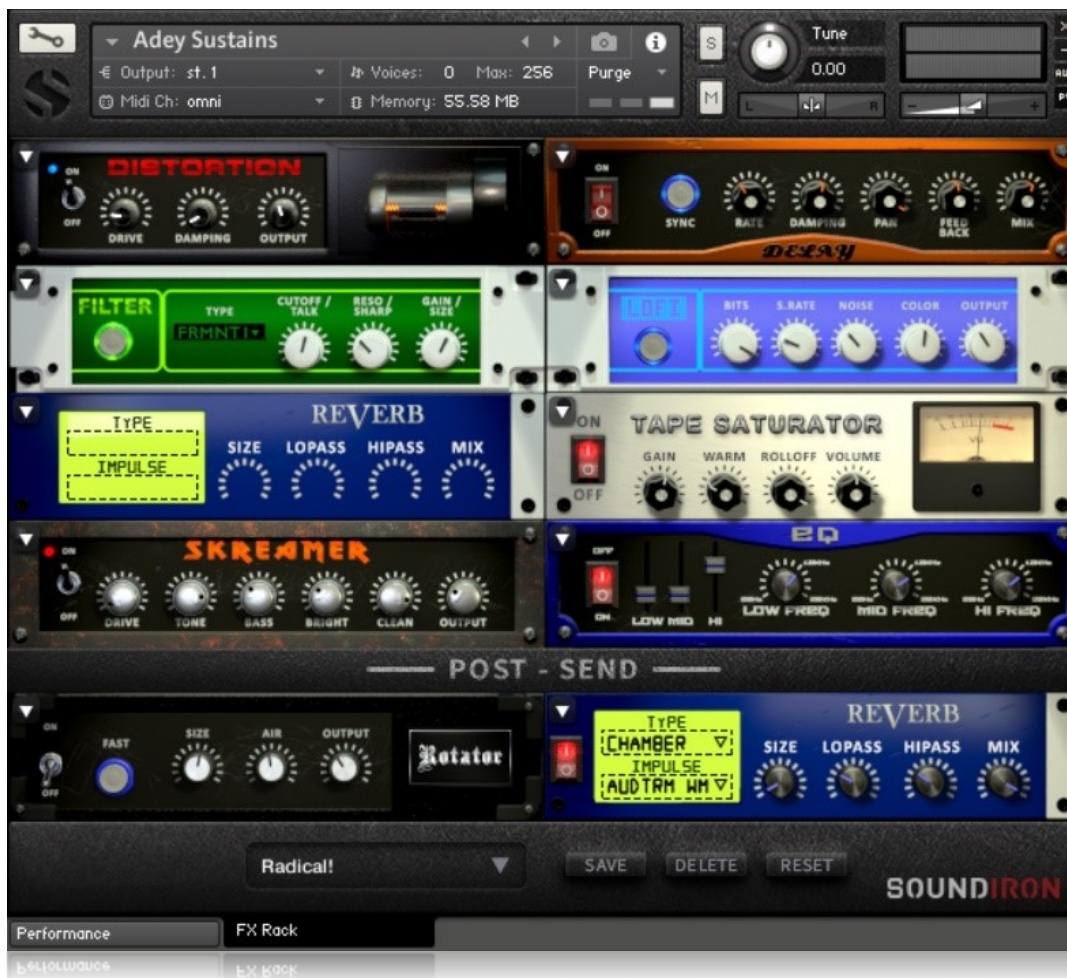 Adey Sustains
Output: st. 1
Voices: 0 Max: 256
Purge
Midi Ch: omni
Memory: 55.58 MB
S
M
Tune
0.00
L R
- +
DISTORTION
ON
OFF
DRIVE DAMPING OUTPUT
ON
OFF
SYNC RATE DAMPING PAN FEED BACK MIX
DELAY
FILTER
TYPE
FRMNT I
CUTOFF / TALK
RESO / SHARP
GAIN / SIZE
LOFI
BITS S.RATE NOISE COLOR OUTPUT
TYPE
IMPULSE
REVERB
SIZE LOPASS HIPASS MIX
ON
OFF
TAPE SATURATOR
GAIN WARM ROLLOFF VOLUME
VU
SKREAMER
ON
OFF
DRIVE TONE BASS BRIGHT CLEAN OUTPUT
EQ
OFF
ON
LOW MID HI
LOW FREQ MID FREQ HI FREQ
POST - SEND
ON
OFF
FAST SIZE AIR OUTPUT
Rotator
TYPE
CHAMBER
IMPULSE
AUDTRM WM
REVERB
SIZE LOPASS HIPASS MIX
Radical!
SAVE DELETE RESET
SOUNDIRON
Performance FX Rack